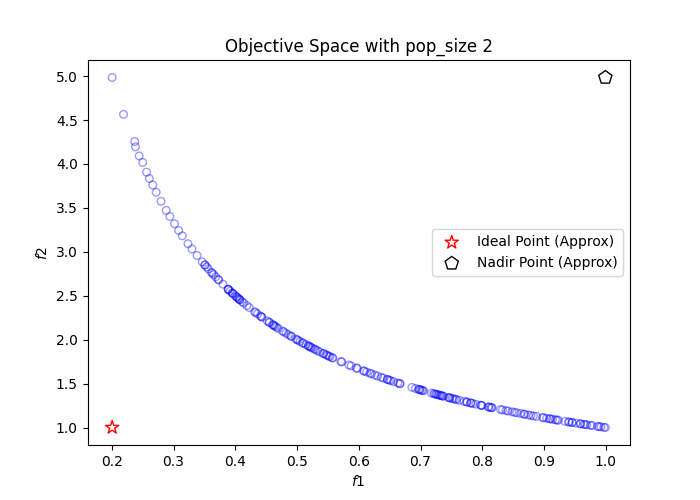 Objective Space with pop_size 2
5.0
4.5
4.0
3.5
3.0
2.5
2.0
1.5
1.0
f2
Ideal Point (Approx)
Nadir Point (Approx)
0.2 0.3 0.4 0.5 0.6 0.7 0.8 0.9 1.0
f1